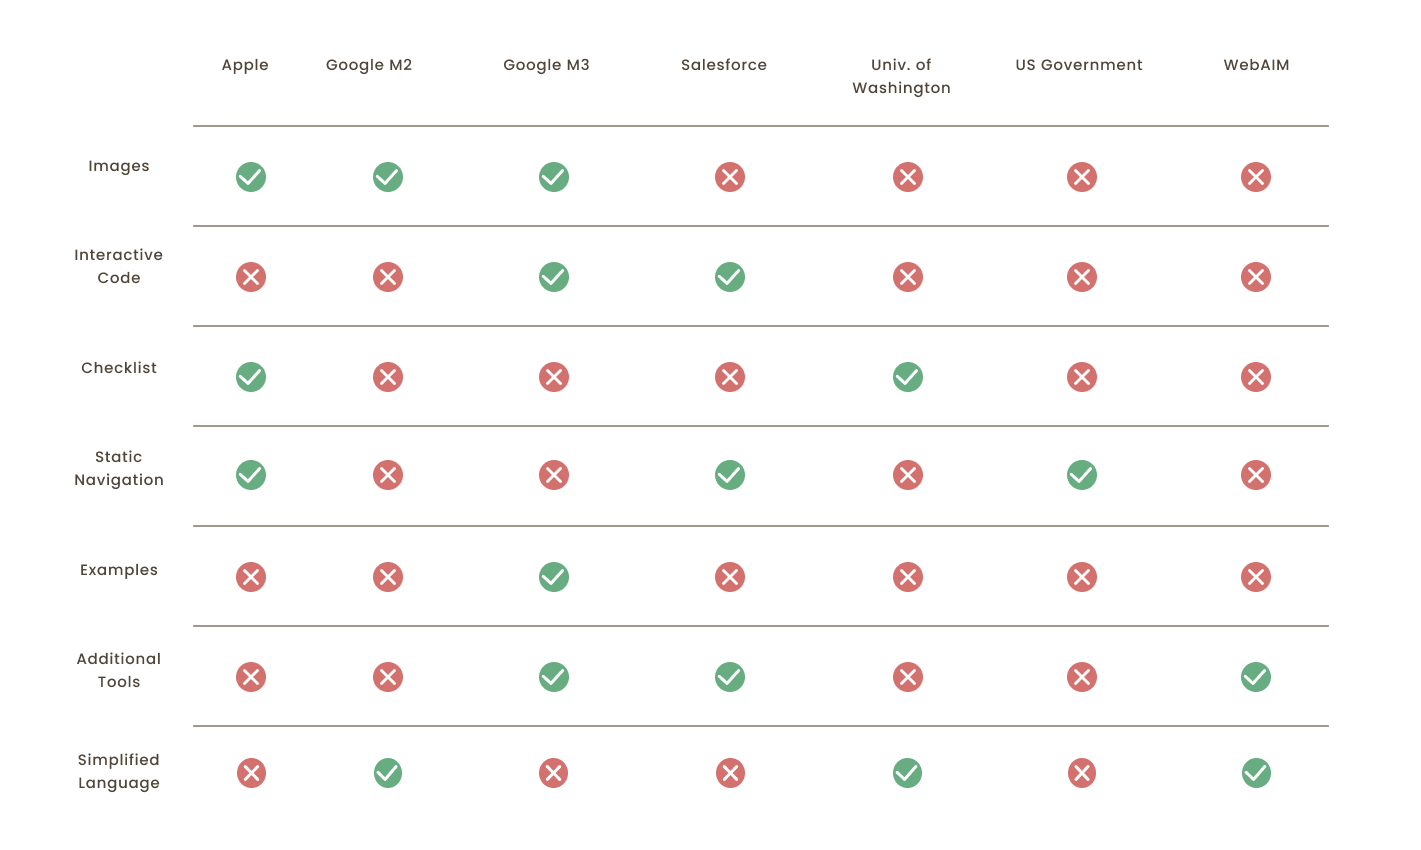 Apple
Google M2
Google M3
Salesforce
Univ. of
Washington
US Government
WebAIM
Images
Interactive
Code
Checklist
Static
Navigation
Examples
Additional
Tools
Simplified
Language